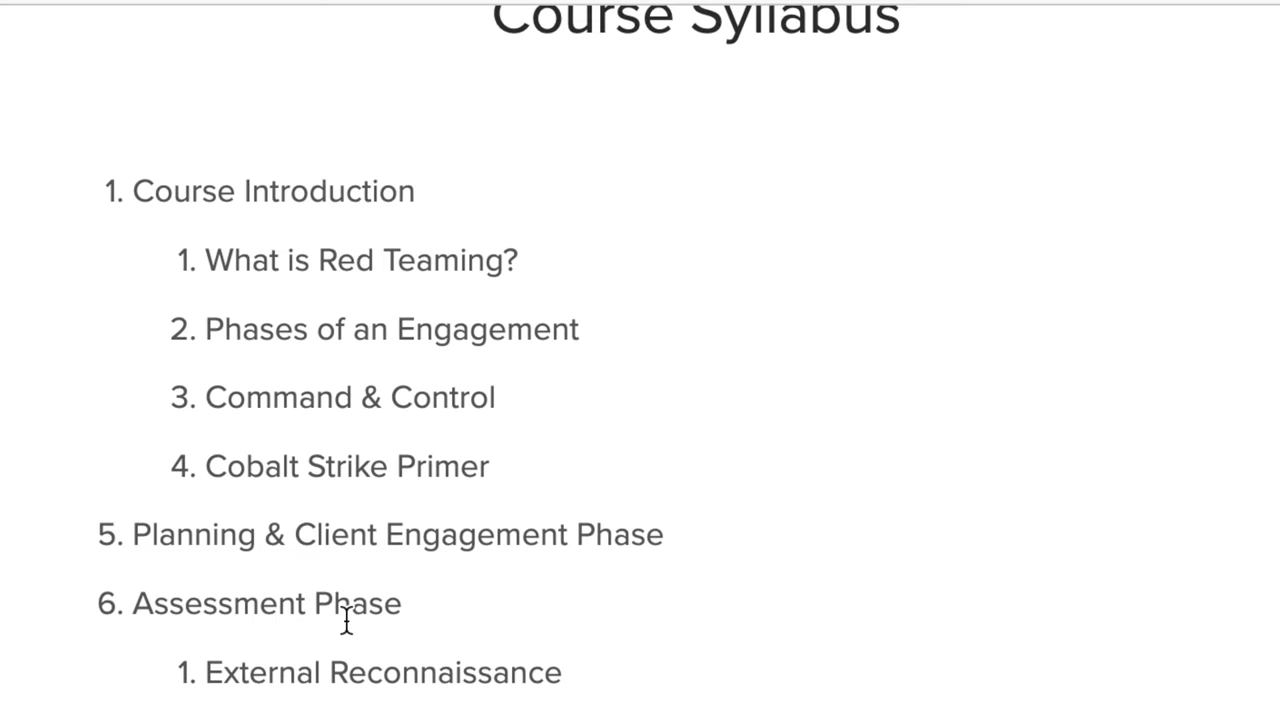 Course Syllabus
1. Course Introduction
1. What is Red Teaming?
2. Phases of an Engagement
3. Command & Control
4. Cobalt Strike Primer
5. Planning & Client Engagement Phase
6. Assessment Phase
1. External Reconnaissance